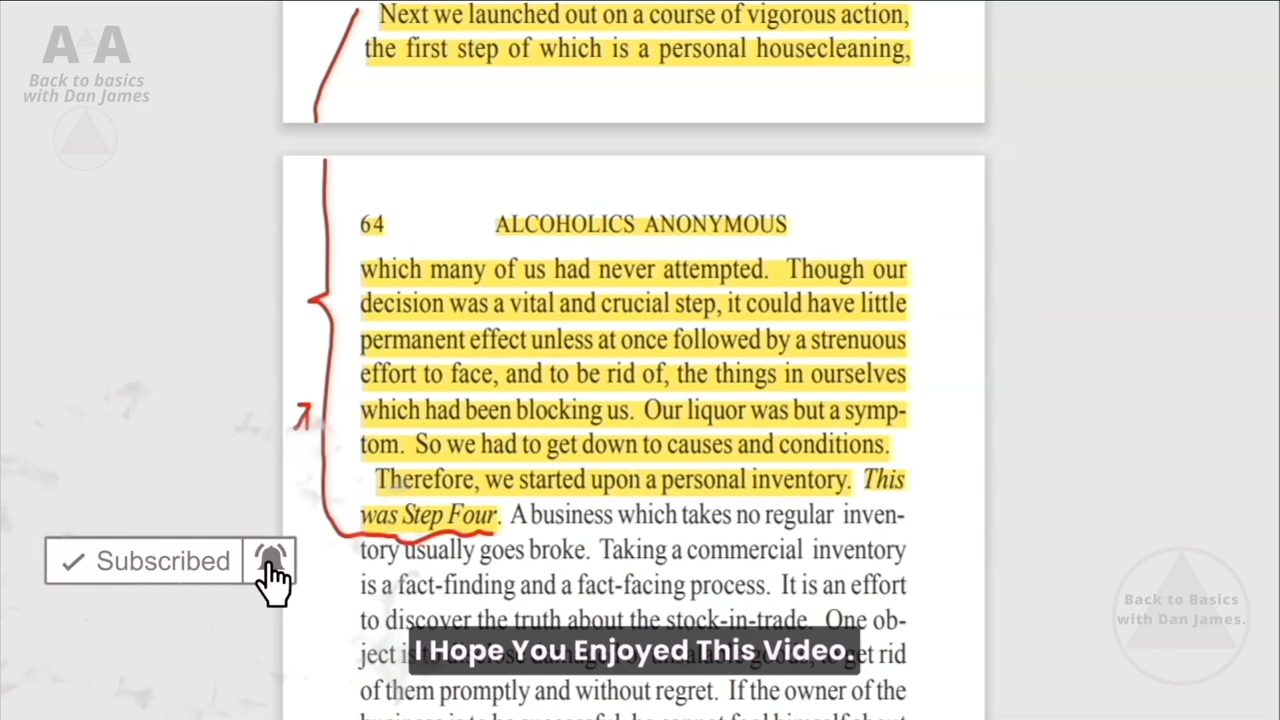 AA
Back to basics
with Dan James
Next we launched out on a course of vigorous action,
the first step of which is a personal housecleaning,
64 ALCOHOLICS ANONYMOUS
which many of us had never attempted. Though our
decision was a vital and crucial step, it could have little
permanent effect unless at once followed by a strenuous
effort to face, and to be rid of, the things in ourselves
which had been blocking us. Our liquor was but a symp-
tom. So we had to get down to causes and conditions.
Therefore, we started upon a personal inventory. This
was Step Four. A business which takes no regular inven-
tory usually goes broke. Taking a commercial inventory
is a fact-finding and a fact-facing process. It is an effort
to discover the truth about the stock-in-trade. One ob-
ject is get rid
of them promptly and without regret. If the owner of the
Subscribed
I Hope You Enjoyed This Video.
Back to Basics
with Dan James.